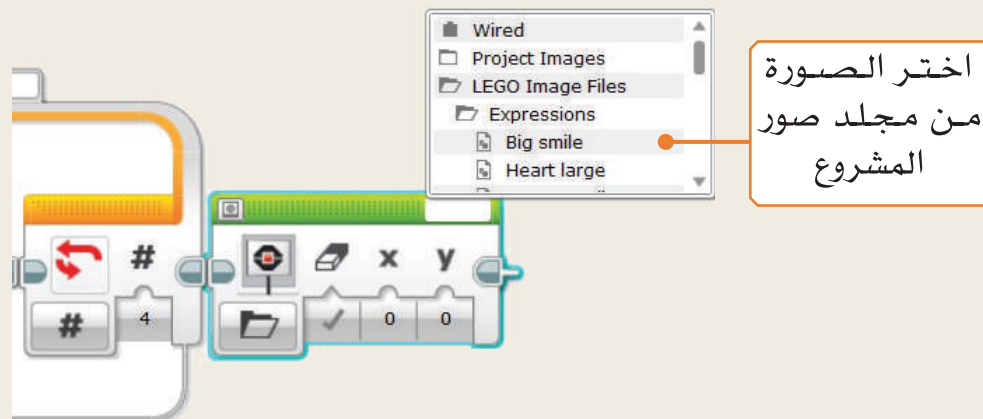 Wired
Project Images
LEGO Image Files
Expressions
Big smile
Heart large
اختر الصورة
من مجلد صور
المشروع
# x y
# 4 0 0